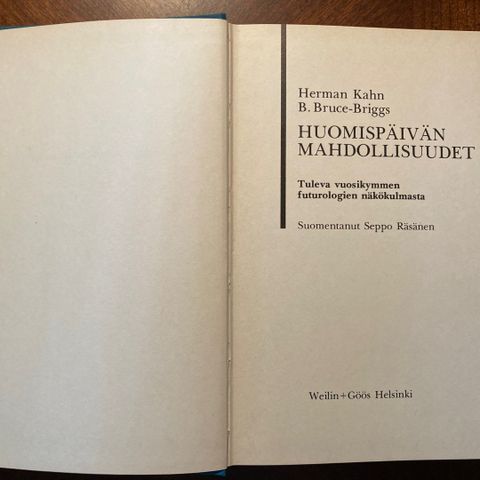 Herman Kahn
B. Bruce-Briggs
HUOMISPÄIVÄN
MAHDOLLISUUDET
Tuleva vuosikymmen
futurologien näkökulmasta
Suomentanut Seppo Räsänen
Weilin+Göös Helsinki